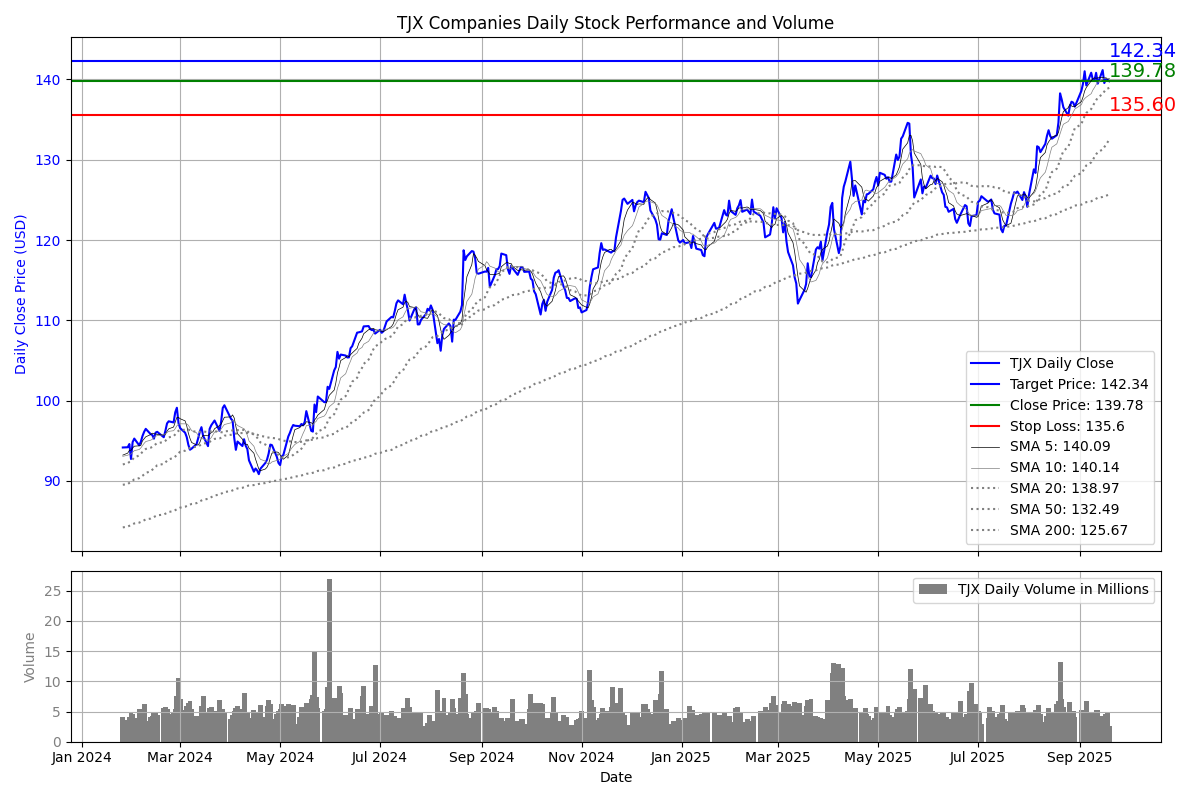 TJX Companies Daily Stock Performance and Volume
142.34
139.78
135.60
140
130
120
110
100
90
Daily Close Price (USD)
TJX Daily Close
Target Price: 142.34
Close Price: 139.78
Stop Loss: 135.6
SMA 5: 140.09
SMA 10: 140.14
SMA 20: 138.97
SMA 50: 132.49
SMA 200: 125.67
TJX Daily Volume in Millions
25
20
15
10
5
0
Volume
Jan 2024
Mar 2024
May 2024
Jul 2024
Sep 2024
Nov 2024
Jan 2025
Mar 2025
May 2025
Jul 2025
Sep 2025
Date